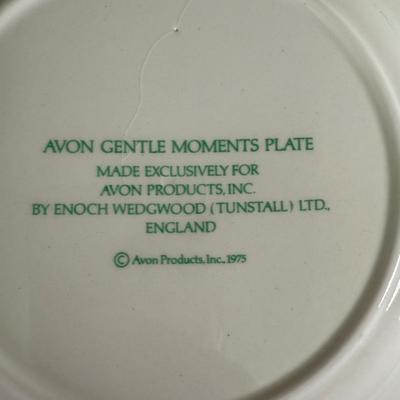 AVON GENTLE MOMENTS PLATE
MADE EXCLUSIVELY FOR
AVON PRODUCTS, INC.
BY ENOCH WEDGWOOD (TUNSTALL) LTD.,
ENGLAND
© Avon Products, Inc., 1975